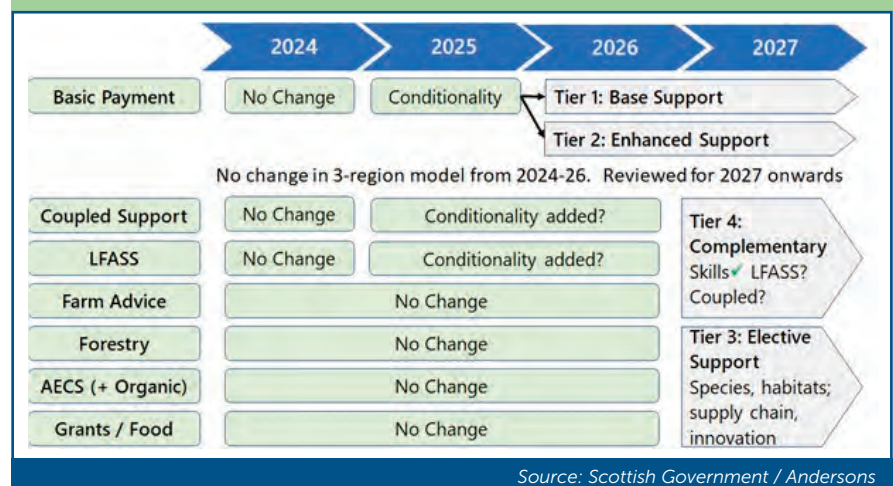 2024 2025 2026 2027
Basic Payment No Change Conditionality Tier 1: Base Support
Tier 2: Enhanced Support
No change in 3-region model from 2024-26. Reviewed for 2027 onwards
Coupled Support No Change Conditionality added?
LFASS No Change Conditionality added?
Farm Advice No Change
Forestry No Change
AECS (+ Organic) No Change
Grants / Food No Change
Tier 4:
Complementary
Skills✓ LFASS?
Coupled?
Tier 3: Elective
Support
Species, habitats;
supply chain,
innovation
Source: Scottish Government / Andersons